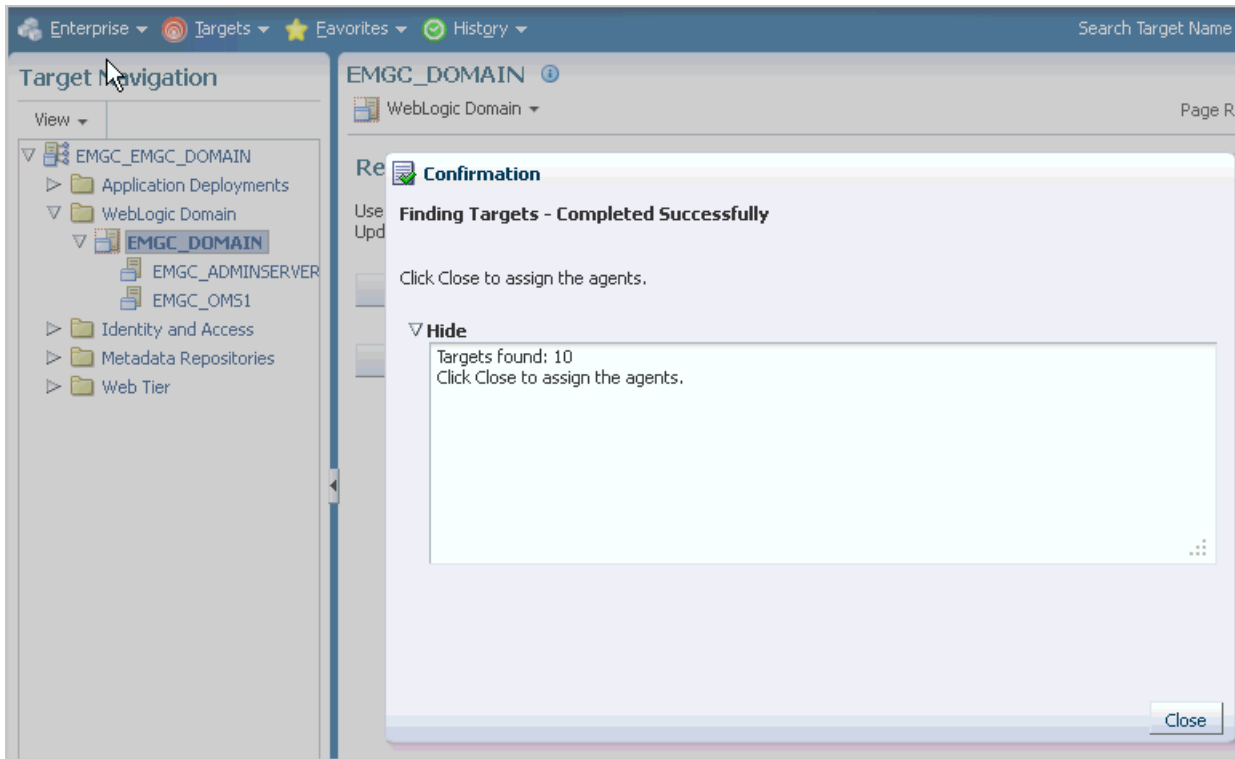 Enterprise Targets Favorites History Search Target Name
Target Navigation
View
EMGC_EMGC_DOMAIN
Application Deployments
WebLogic Domain
EMGC_DOMAIN
EMGC_ADMINSERVER
EMGC_OMS1
Identity and Access
Metadata Repositories
Web Tier
EMGC_DOMAIN
WebLogic Domain
Page R
Re
Use
Upd
Confirmation
Finding Targets - Completed Successfully
Click Close to assign the agents.
Hide
Targets found: 10
Click Close to assign the agents.
Close